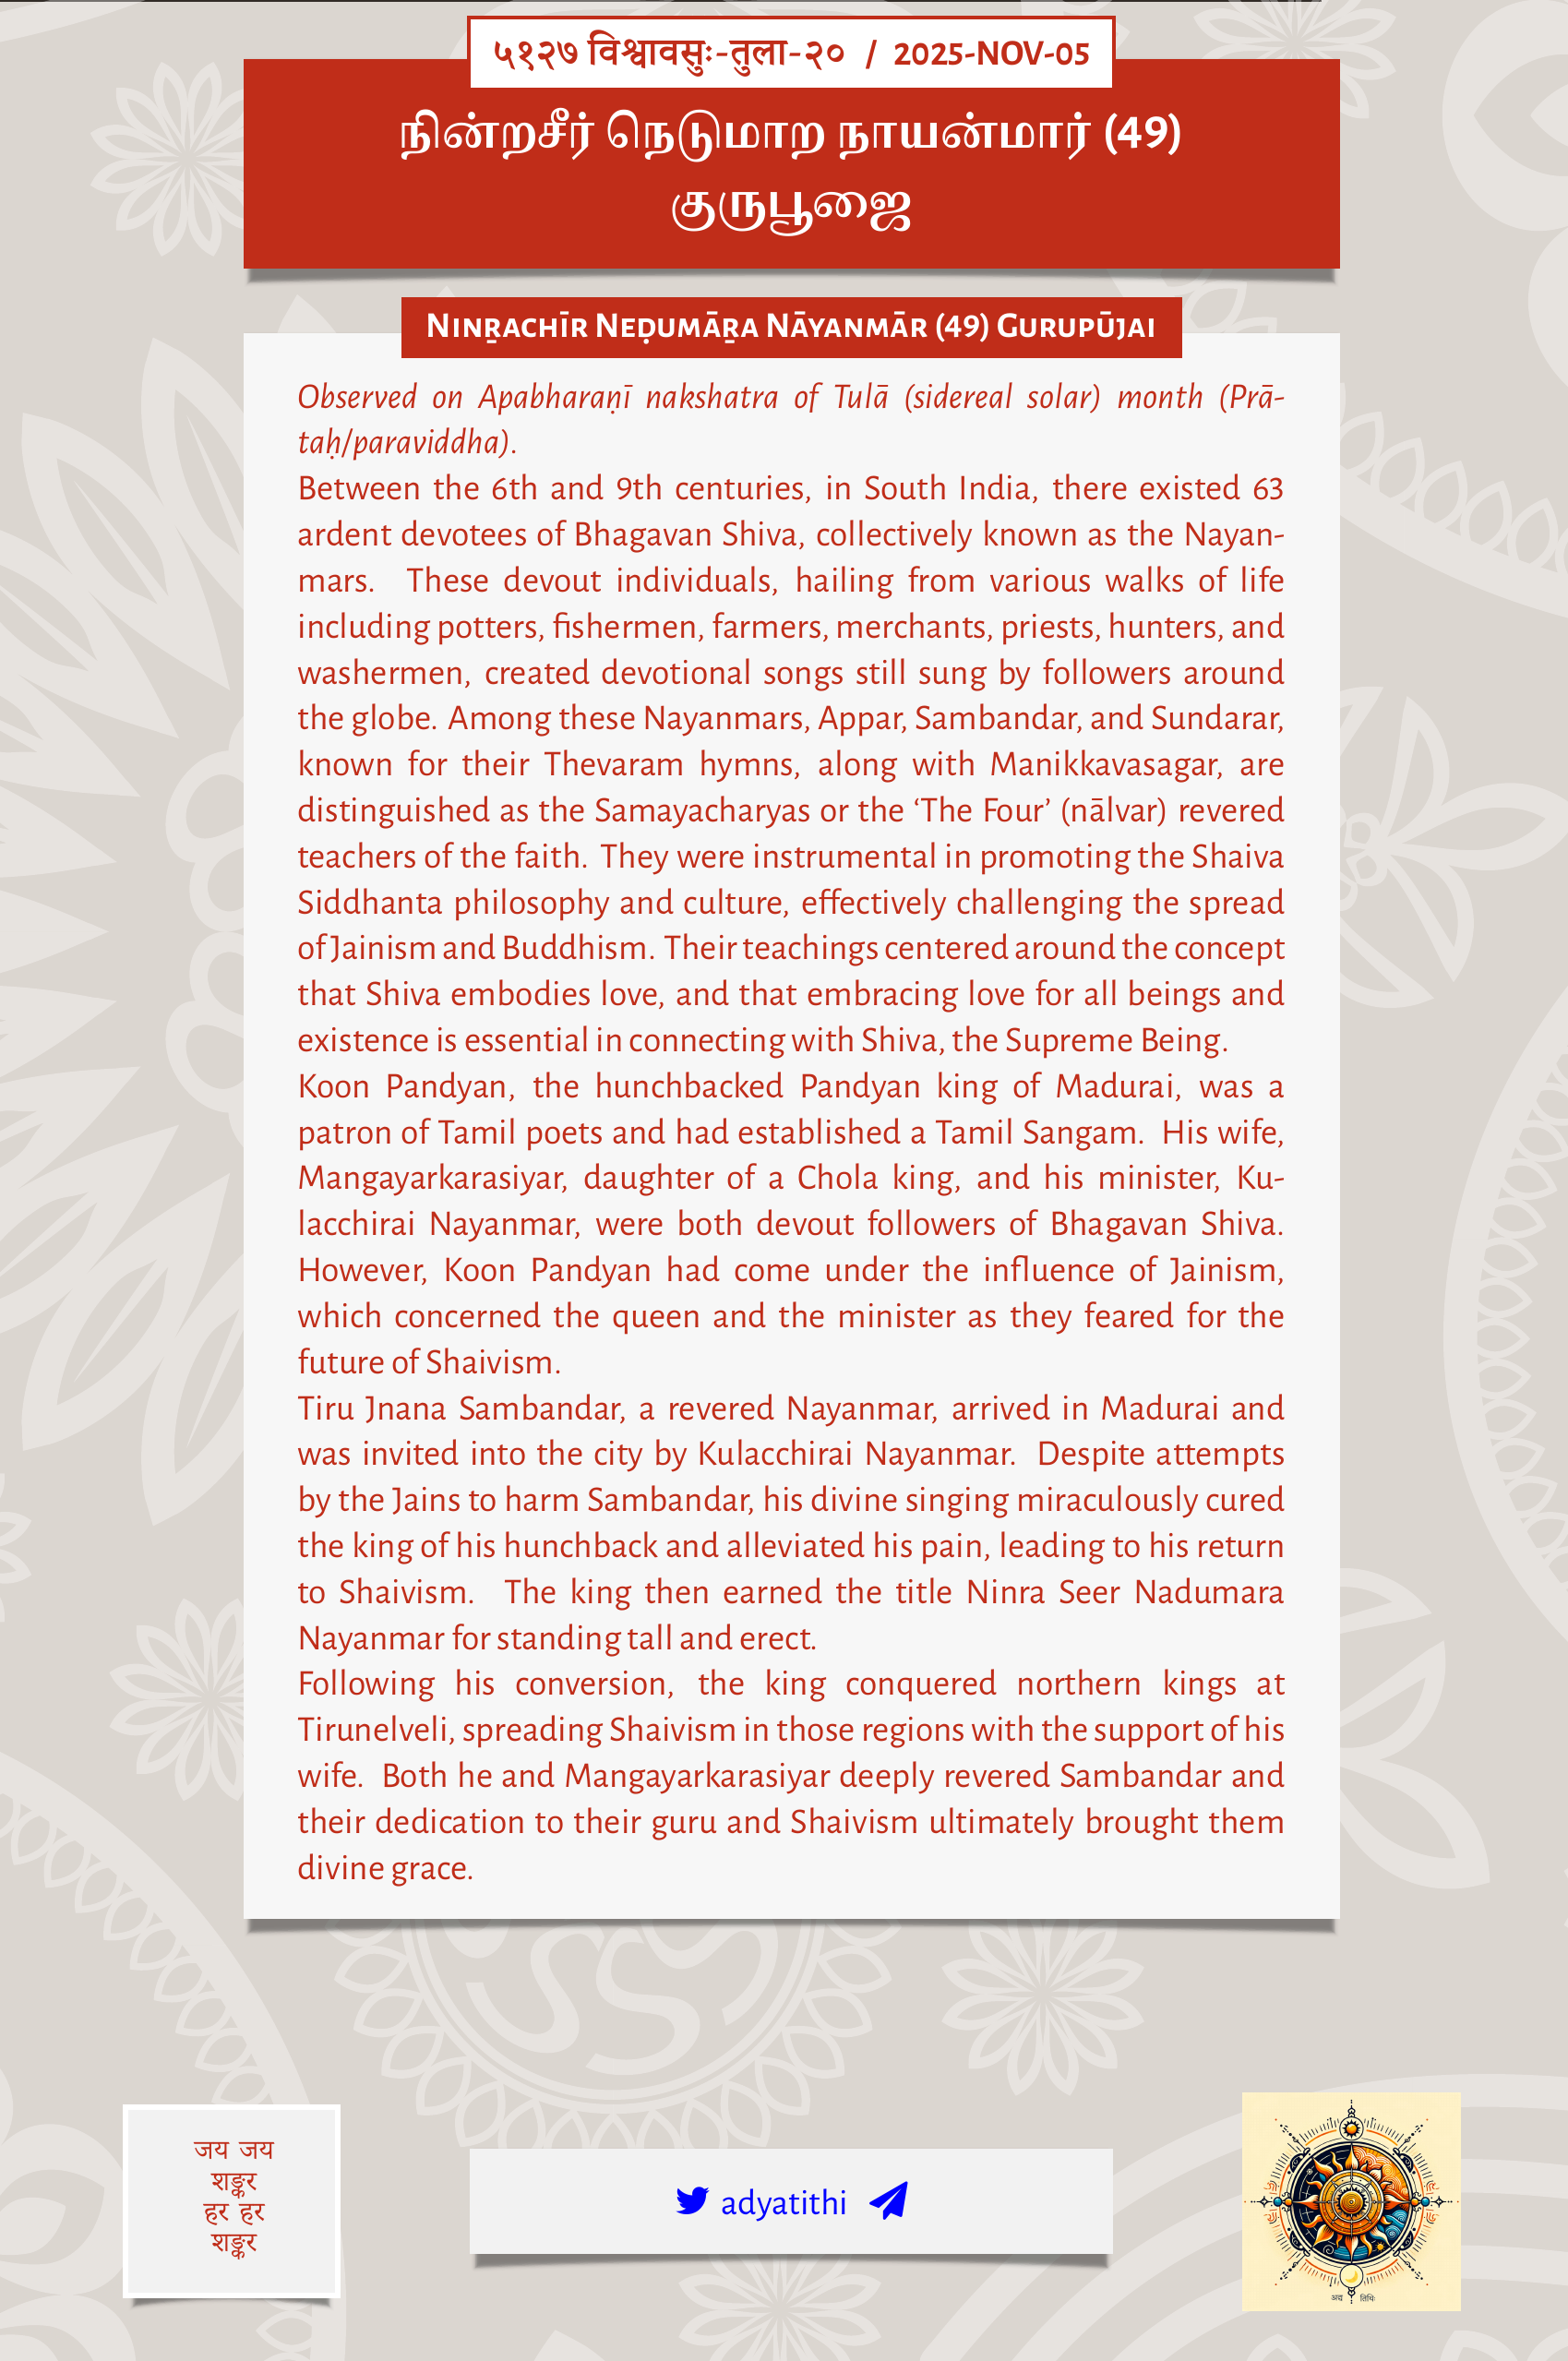 ५१२७ विश्वावसुः-तुला-२० / 2025-NOV-05
நின்றசீர் நெடுமாற நாயன்மார் (49)
குருபூஜை
Ninṟachīr Neḍumāṟa Nāyanmār (49) Gurupūjai
Observed on Apabharaṇī nakshatra of Tulā (sidereal solar) month (Prā-
taḥ/paraviddha).
Between the 6th and 9th centuries, in South India, there existed 63
ardent devotees of Bhagavan Shiva, collectively known as the Nayan-
mars. These devout individuals, hailing from various walks of life
including potters, fishermen, farmers, merchants, priests, hunters, and
washermen, created devotional songs still sung by followers around
the globe. Among these Nayanmars, Appar, Sambandar, and Sundarar,
known for their Thevaram hymns, along with Manikkavasagar, are
distinguished as the Samayacharyas or the ‘The Four’ (nālvar) revered
teachers of the faith. They were instrumental in promoting the Shaiva
Siddhanta philosophy and culture, effectively challenging the spread
of Jainism and Buddhism. Their teachings centered around the concept
that Shiva embodies love, and that embracing love for all beings and
existence is essential in connecting with Shiva, the Supreme Being.
Koon Pandyan, the hunchbacked Pandyan king of Madurai, was a
patron of Tamil poets and had established a Tamil Sangam. His wife,
Mangayarkarasiyar, daughter of a Chola king, and his minister, Ku-
lacchirai Nayanmar, were both devout followers of Bhagavan Shiva.
However, Koon Pandyan had come under the influence of Jainism,
which concerned the queen and the minister as they feared for the
future of Shaivism.
Tiru Jnana Sambandar, a revered Nayanmar, arrived in Madurai and
was invited into the city by Kulacchirai Nayanmar. Despite attempts
by the Jains to harm Sambandar, his divine singing miraculously cured
the king of his hunchback and alleviated his pain, leading to his return
to Shaivism. The king then earned the title Ninra Seer Nadumara
Nayanmar for standing tall and erect.
Following his conversion, the king conquered northern kings at
Tirunelveli, spreading Shaivism in those regions with the support of his
wife. Both he and Mangayarkarasiyar deeply revered Sambandar and
their dedication to their guru and Shaivism ultimately brought them
divine grace.
जय जय
शङ्कर
हर हर
शङ्कर
adyatithi
अद्य तिथिः